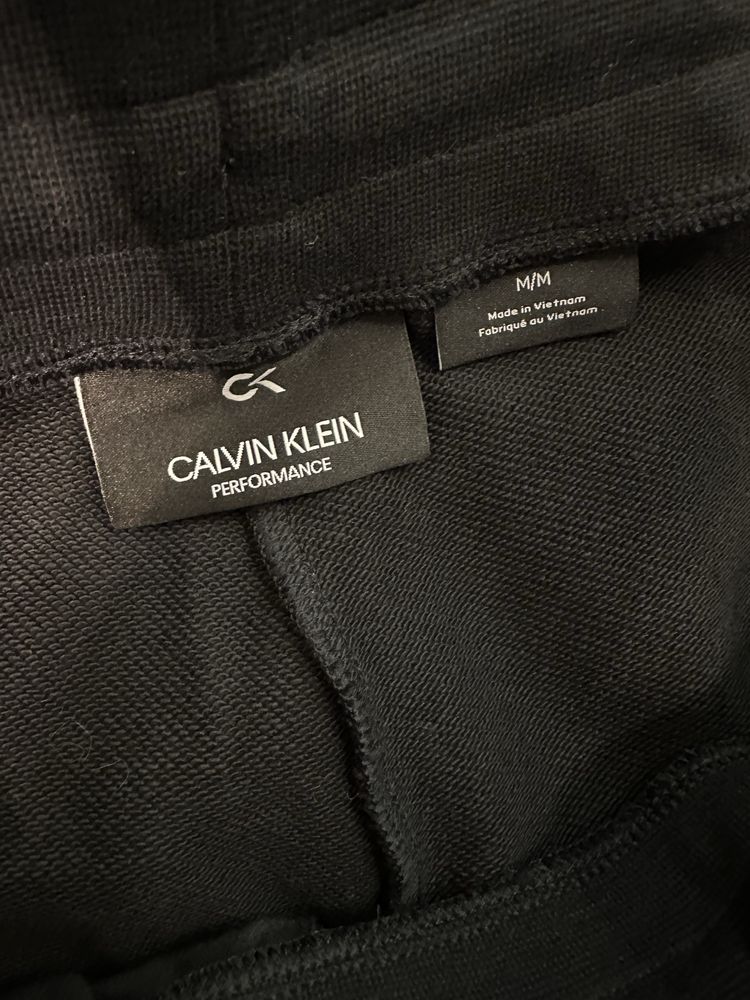 CK
CALVIN KLEIN
PERFORMANCE
M/M
Made in Vietnam
Fabriqué au Vietnam